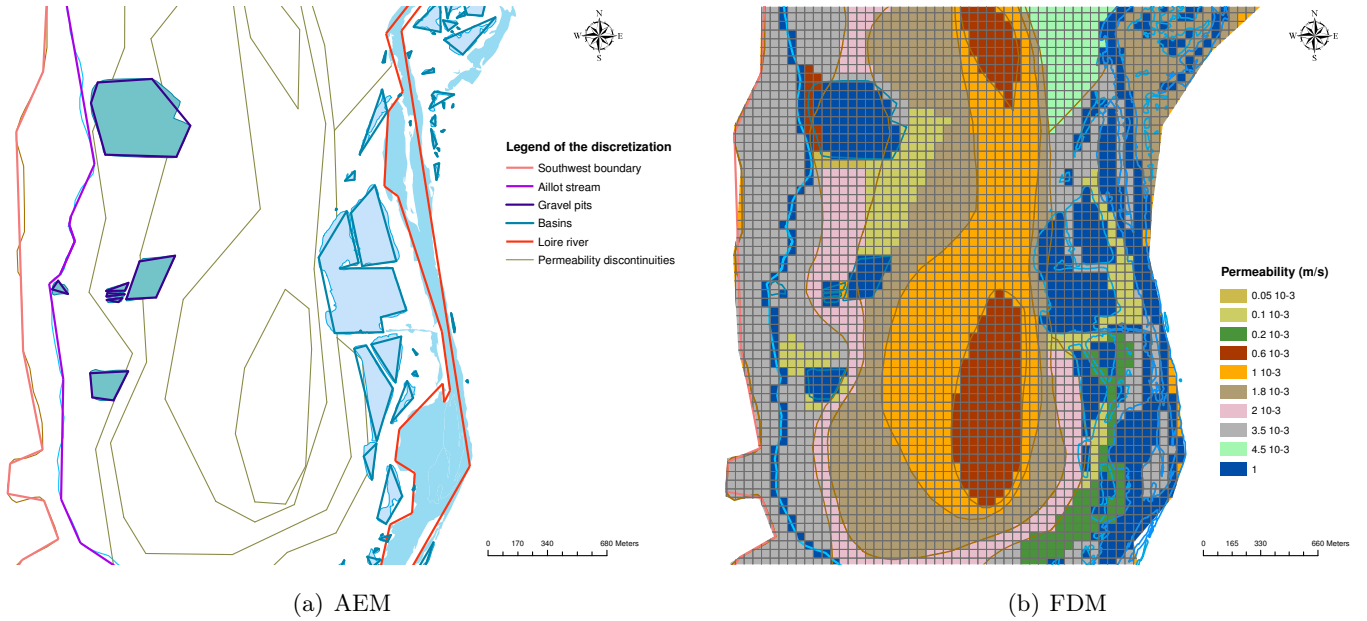 N
W E
S
Legend of the discretization
Southwest boundary
Aillot stream
Gravel pits
Basins
Loire river
Permeability discontinuities
0 170 340 680 Meters
(a) AEM
N
W E
S
Permeability (m/s)
0.05 10-3
0.1 10-3
0.2 10-3
0.6 10-3
1 10-3
1.8 10-3
2 10-3
3.5 10-3
4.5 10-3
1
0 165 330 660 Meters
(b) FDM